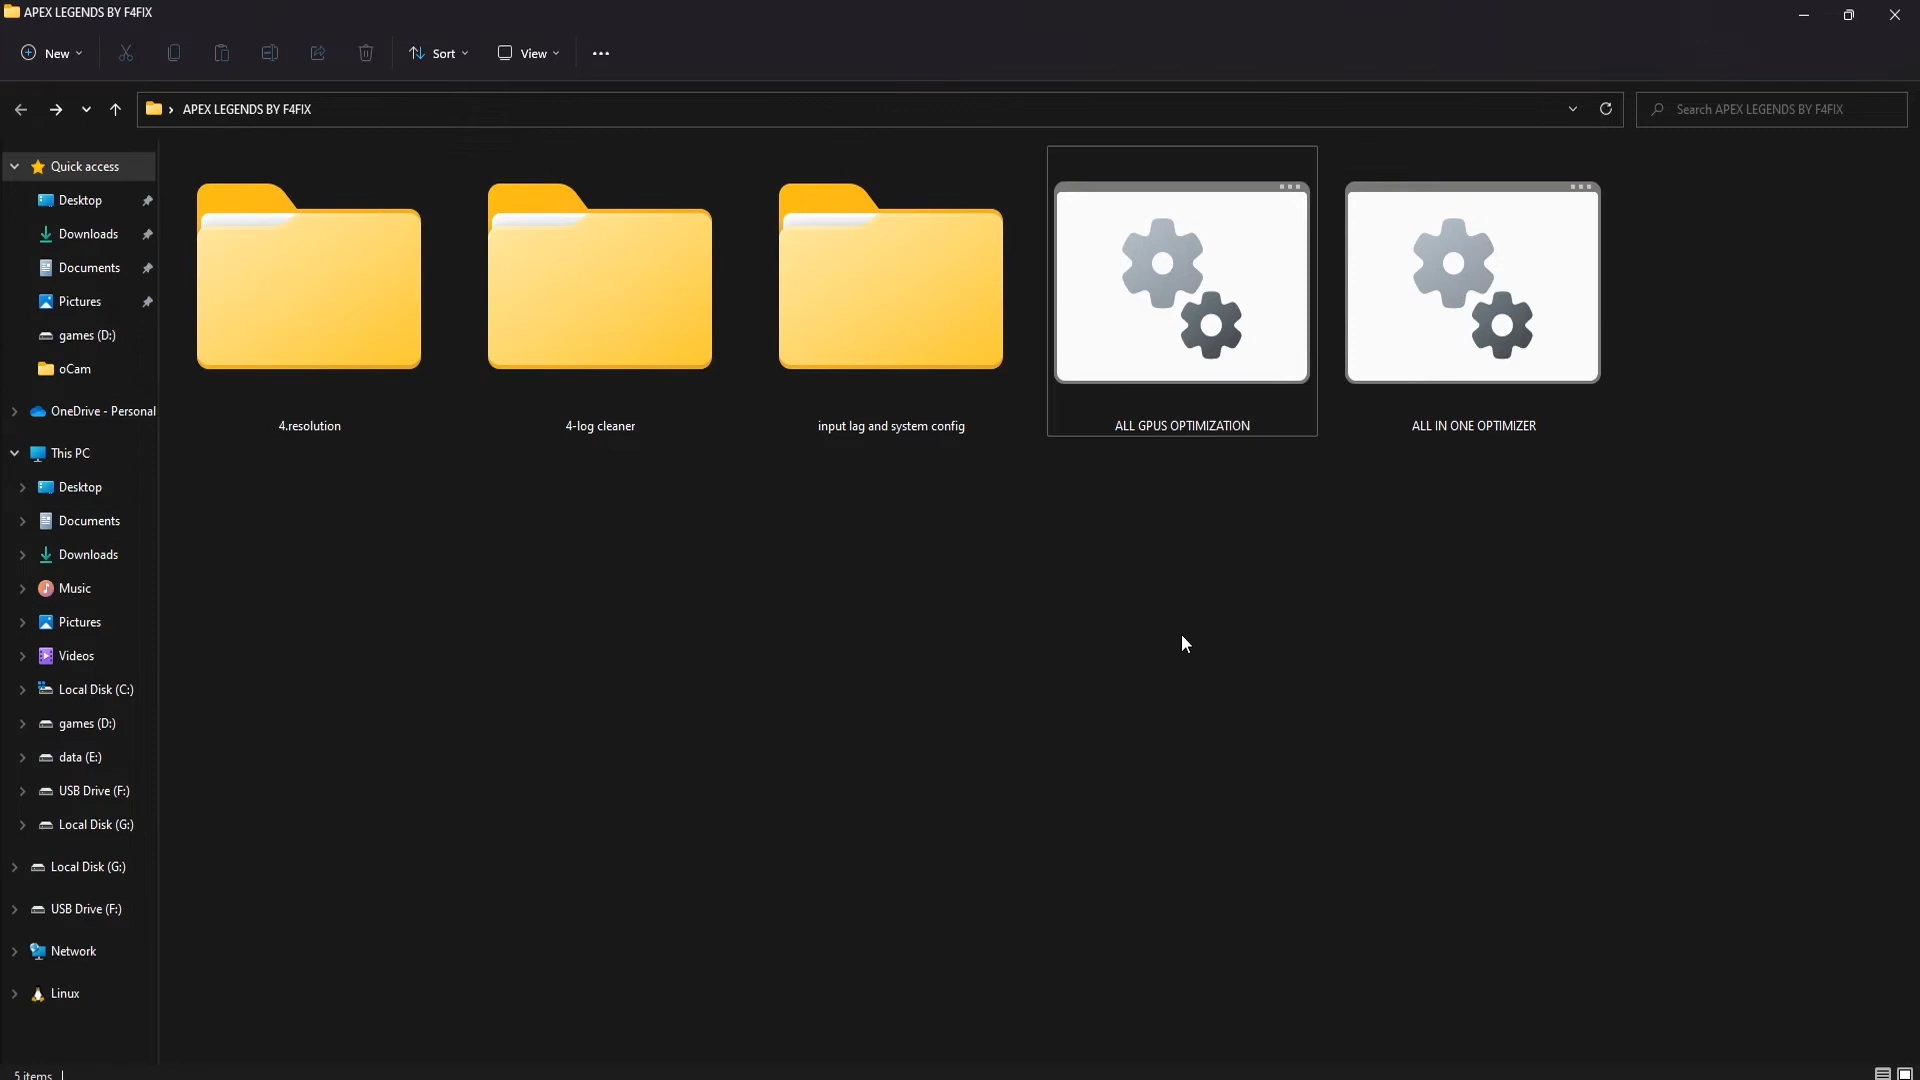 APEX LEGENDS BY F4FIX
New
Sort
View
APEX LEGENDS BY F4FIX
Search APEX LEGENDS BY F4FIX
Quick access
Desktop
Downloads
Documents
Pictures
games (D:)
oCam
OneDrive - Personal
This PC
Desktop
Documents
Downloads
Music
Pictures
Videos
Local Disk (C:)
games (D:)
data (E:)
USB Drive (F:)
Local Disk (G:)
Local Disk (G:)
USB Drive (F:)
Network
Linux
4.resolution
4-log cleaner
input lag and system config
ALL GPUS OPTIMIZATION
ALL IN ONE OPTIMIZER
5 items